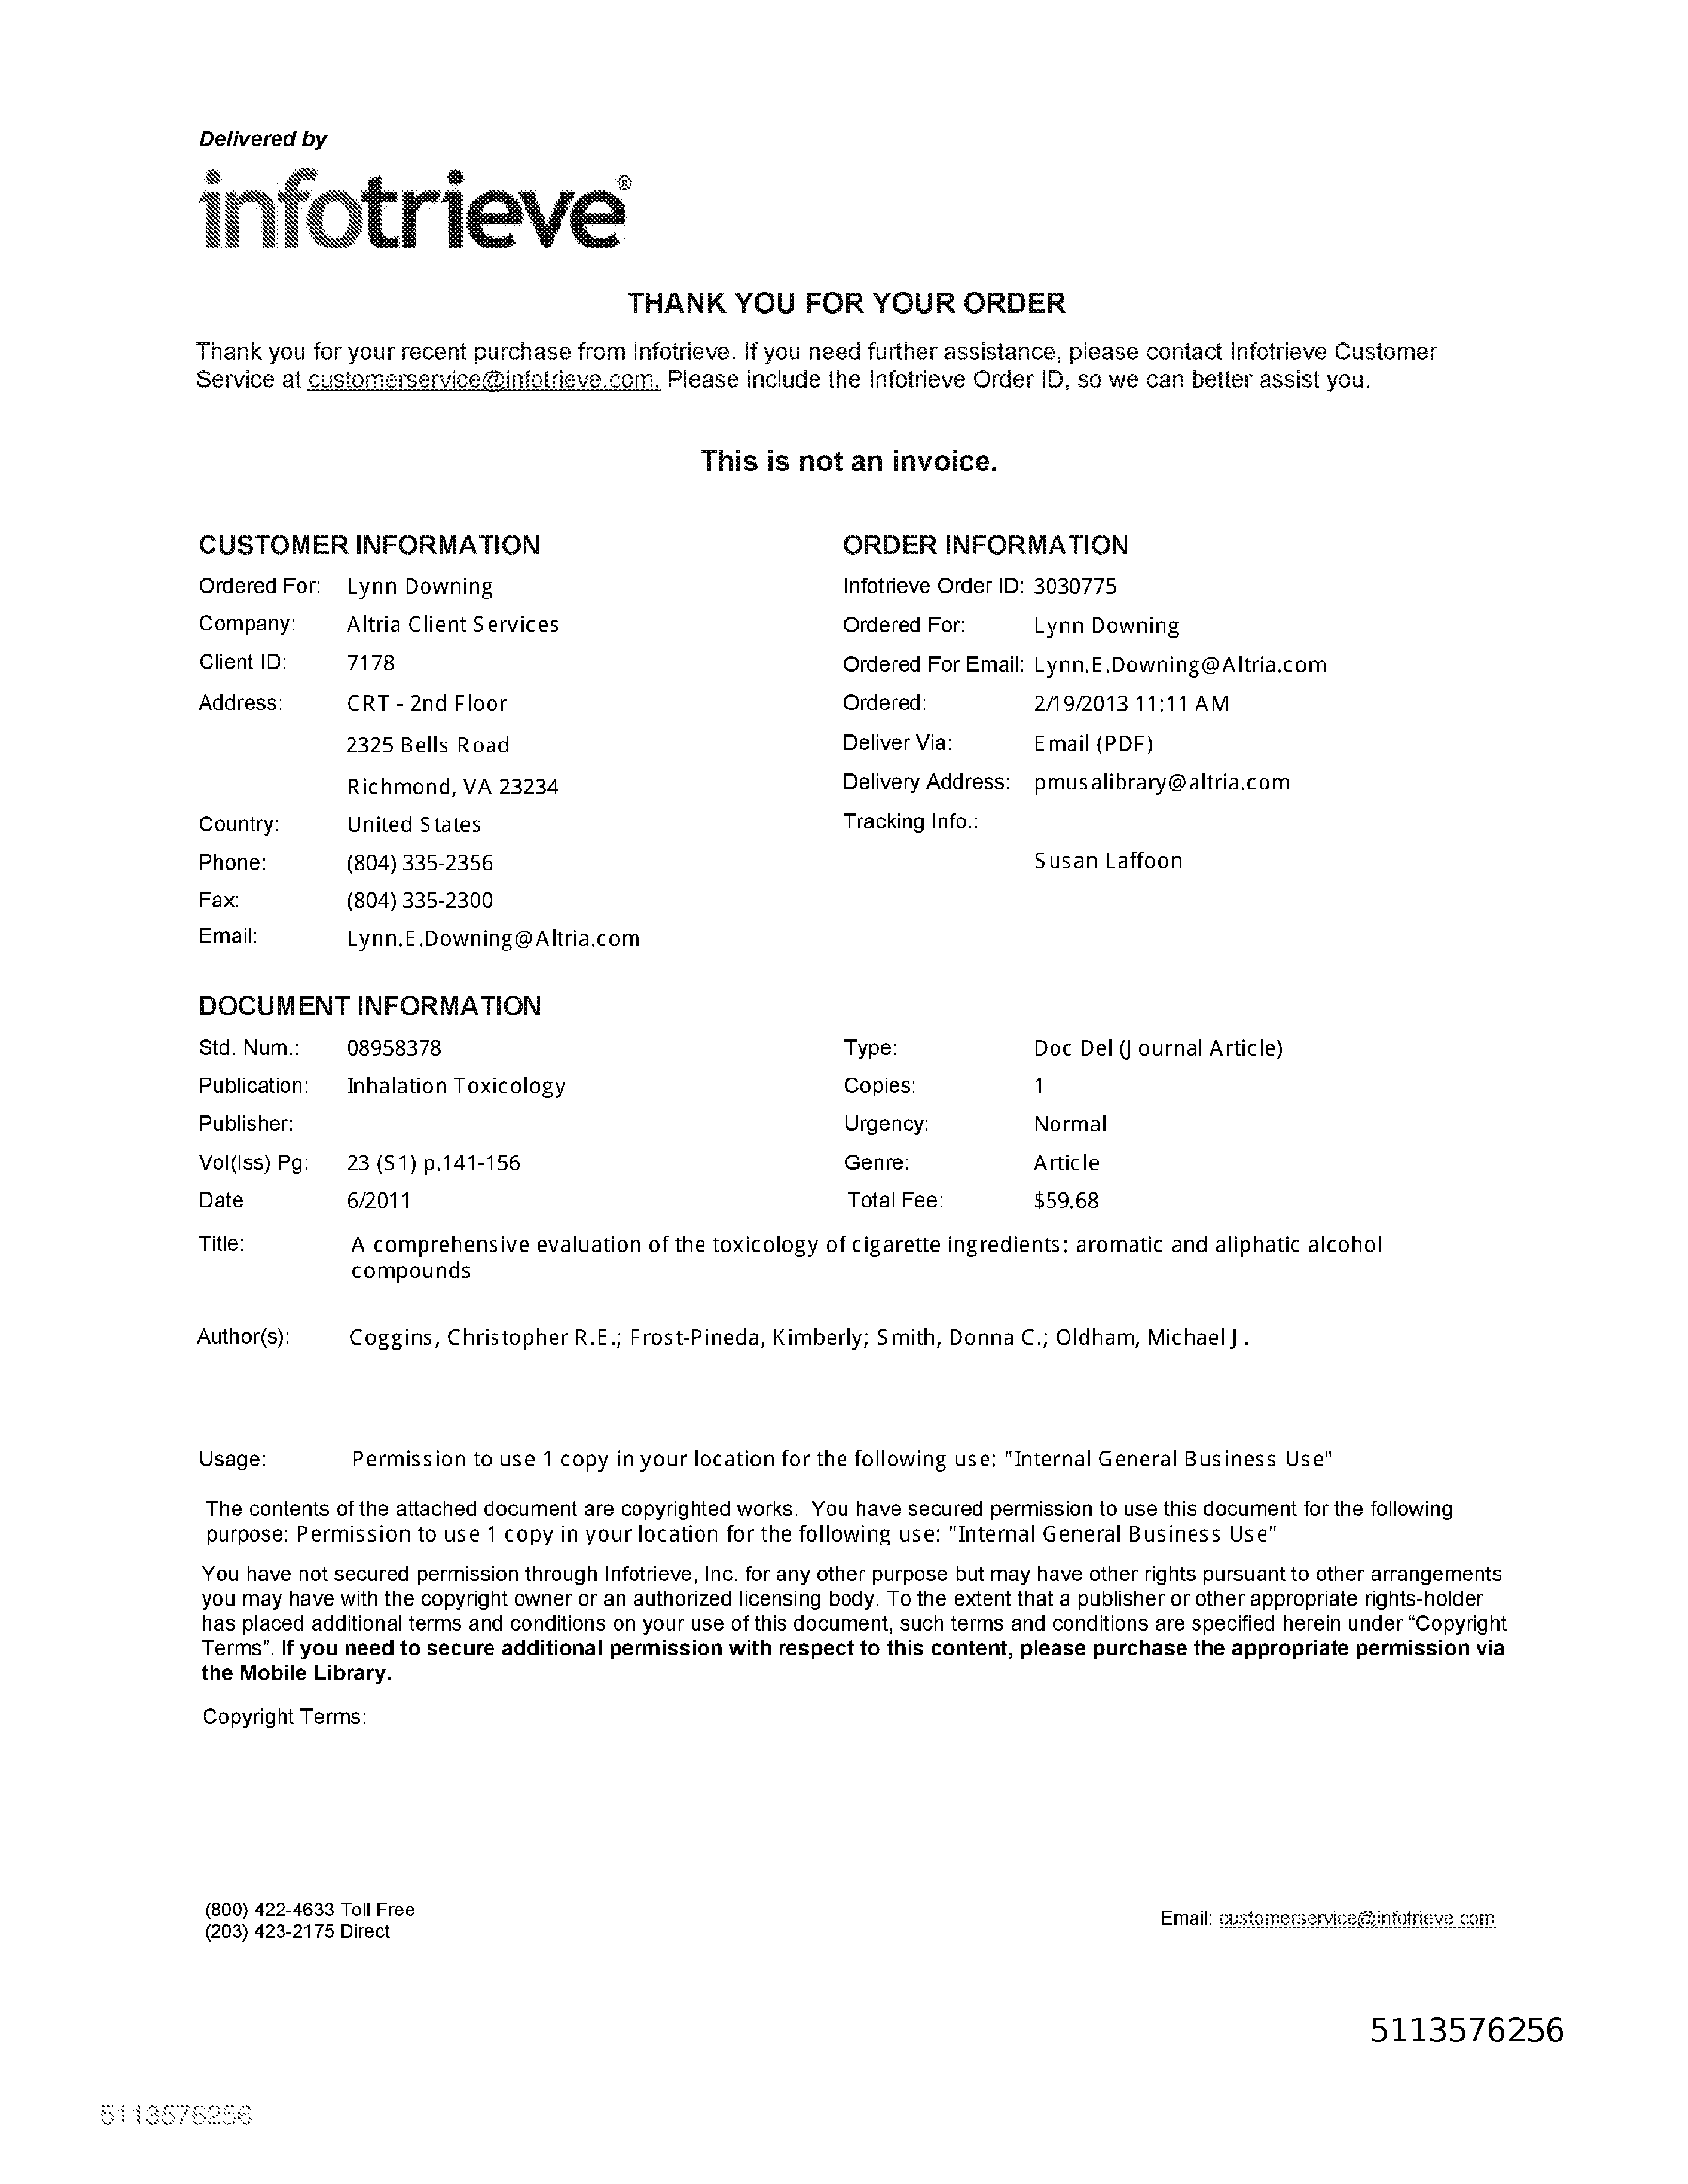 Delivered by
infotrieve®
THANK YOU FOR YOUR ORDER
Thank you for your recent purchase from Infotrieve. If you need further assistance, please contact Infotrieve Customer
Service at customerservice@infotrieve.com. Please include the Infotrieve Order ID, so we can better assist you.
This is not an invoice.
CUSTOMER INFORMATION
Ordered For: Lynn Downing
Company: Altria Client Services
Client ID: 7178
Address: CRT - 2nd Floor
2325 Bells Road
Richmond, VA 23234
Country: United States
Phone: (804) 335-2356
Fax: (804) 335-2300
Email: Lynn.E.Downing@Altria.com
ORDER INFORMATION
Infotrieve Order ID: 3030775
Ordered For: Lynn Downing
Ordered For Email: Lynn.E.Downing@Altria.com
Ordered: 2/19/2013 11:11 AM
Deliver Via: Email (PDF)
Delivery Address: pmusalibrary@altria.com
Tracking Info.:
Susan Laffoon
DOCUMENT INFORMATION
Std. Num.: 08958378
Publication: Inhalation Toxicology
Publisher:
Vol(Iss) Pg: 23 (S1) p.141-156
Date 6/2011
Type: Doc Del (Journal Article)
Copies: 1
Urgency: Normal
Genre: Article
Total Fee: $59.68
Title: A comprehensive evaluation of the toxicology of cigarette ingredients: aromatic and aliphatic alcohol
compounds
Author(s): Coggins, Christopher R.E.; Frost-Pineda, Kimberly; Smith, Donna C.; Oldham, Michael J.
Usage: Permission to use 1 copy in your location for the following use: "Internal General Business Use"
The contents of the attached document are copyrighted works. You have secured permission to use this document for the following
purpose: Permission to use 1 copy in your location for the following use: "Internal General Business Use"
You have not secured permission through Infotrieve, Inc. for any other purpose but may have other rights pursuant to other arrangements
you may have with the copyright owner or an authorized licensing body. To the extent that a publisher or other appropriate rights-holder
has placed additional terms and conditions on your use of this document, such terms and conditions are specified herein under “Copyright
Terms”. If you need to secure additional permission with respect to this content, please purchase the appropriate permission via
the Mobile Library.
Copyright Terms:
(800) 422-4633 Toll Free
(203) 423-2175 Direct
Email: customerservice@infotrieve.com
5113576256
5113576256